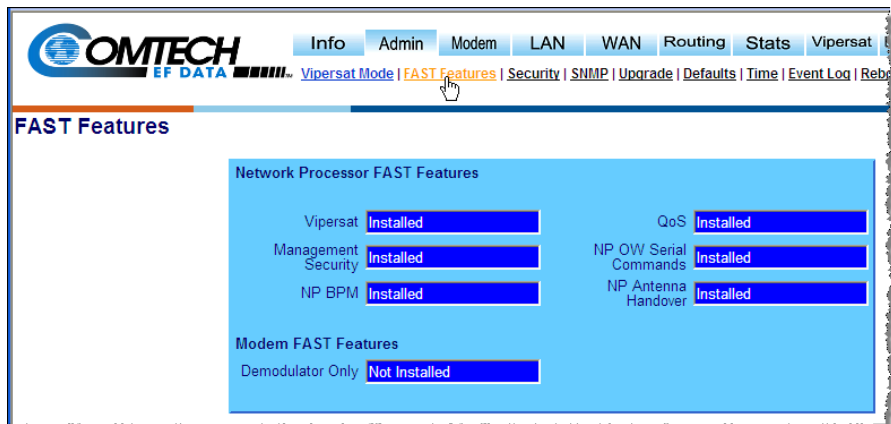 COMTECH
EF DATA
Info Admin Modem LAN WAN Routing Stats Vipersat
Vipersat Mode | FAST Features | Security | SNMP | Upgrade | Defaults | Time | Event Log | Rebo
FAST Features
Network Processor FAST Features
Vipersat Installed QoS Installed
Management Security Installed NP OW Serial Commands Installed
NP BPM Installed NP Antenna Handover Installed
Modem FAST Features
Demodulator Only Not Installed